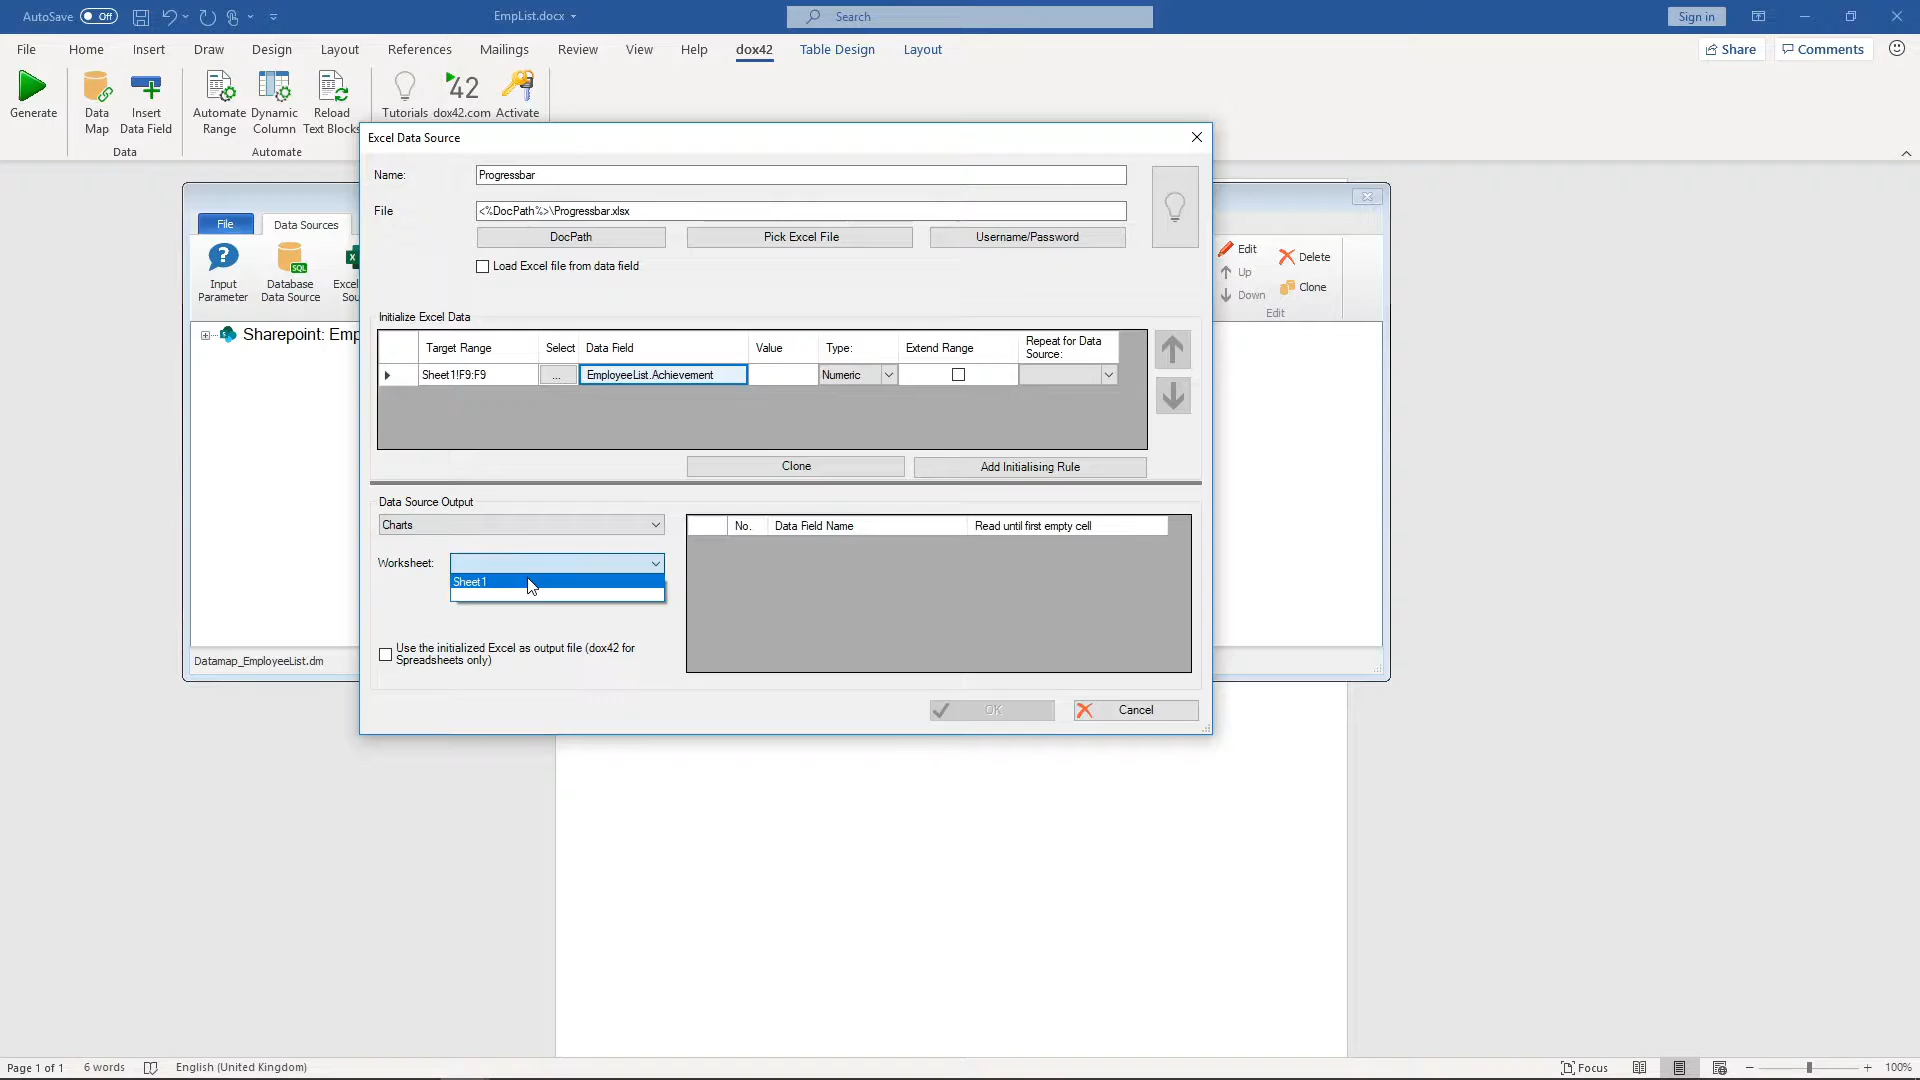 AutoSave Off EmpList.docx Search Sign in
File Home Insert Draw Design Layout References Mailings Review View Help dox42 Table Design Layout Share Comments
Generate
Data Map
Insert Data Field
Automate Range
Dynamic Column
Reload Text Blocks
Tutorials
42
dox42.com
Activate
Data
Automate
Excel Data Source
Name: Progressbar
File <%DocPath%>\Progressbar.xlsx
DocPath Pick Excel File Username/Password
Load Excel file from data field
File Data Sources
Input Parameter
SQL
Database Data Source
Excel
Sou
Edit Delete
Up
Clone
Down
Edit
Sharepoint: Emp
Initialize Excel Data
Target Range Select Data Field Value Type: Extend Range Repeat for Data Source:
Sheet1!F9:F9 ... EmployeeList.Achievement Numeric
Clone Add Initialising Rule
Data Source Output
Charts
No. Data Field Name Read until first empty cell
Worksheet:
Sheet1
Use the initialized Excel as output file (dox42 for
Spreadsheets only)
Datamap_EmployeeList.dm
OK Cancel
Page 1 of 1 6 words English (United Kingdom) Focus 100%